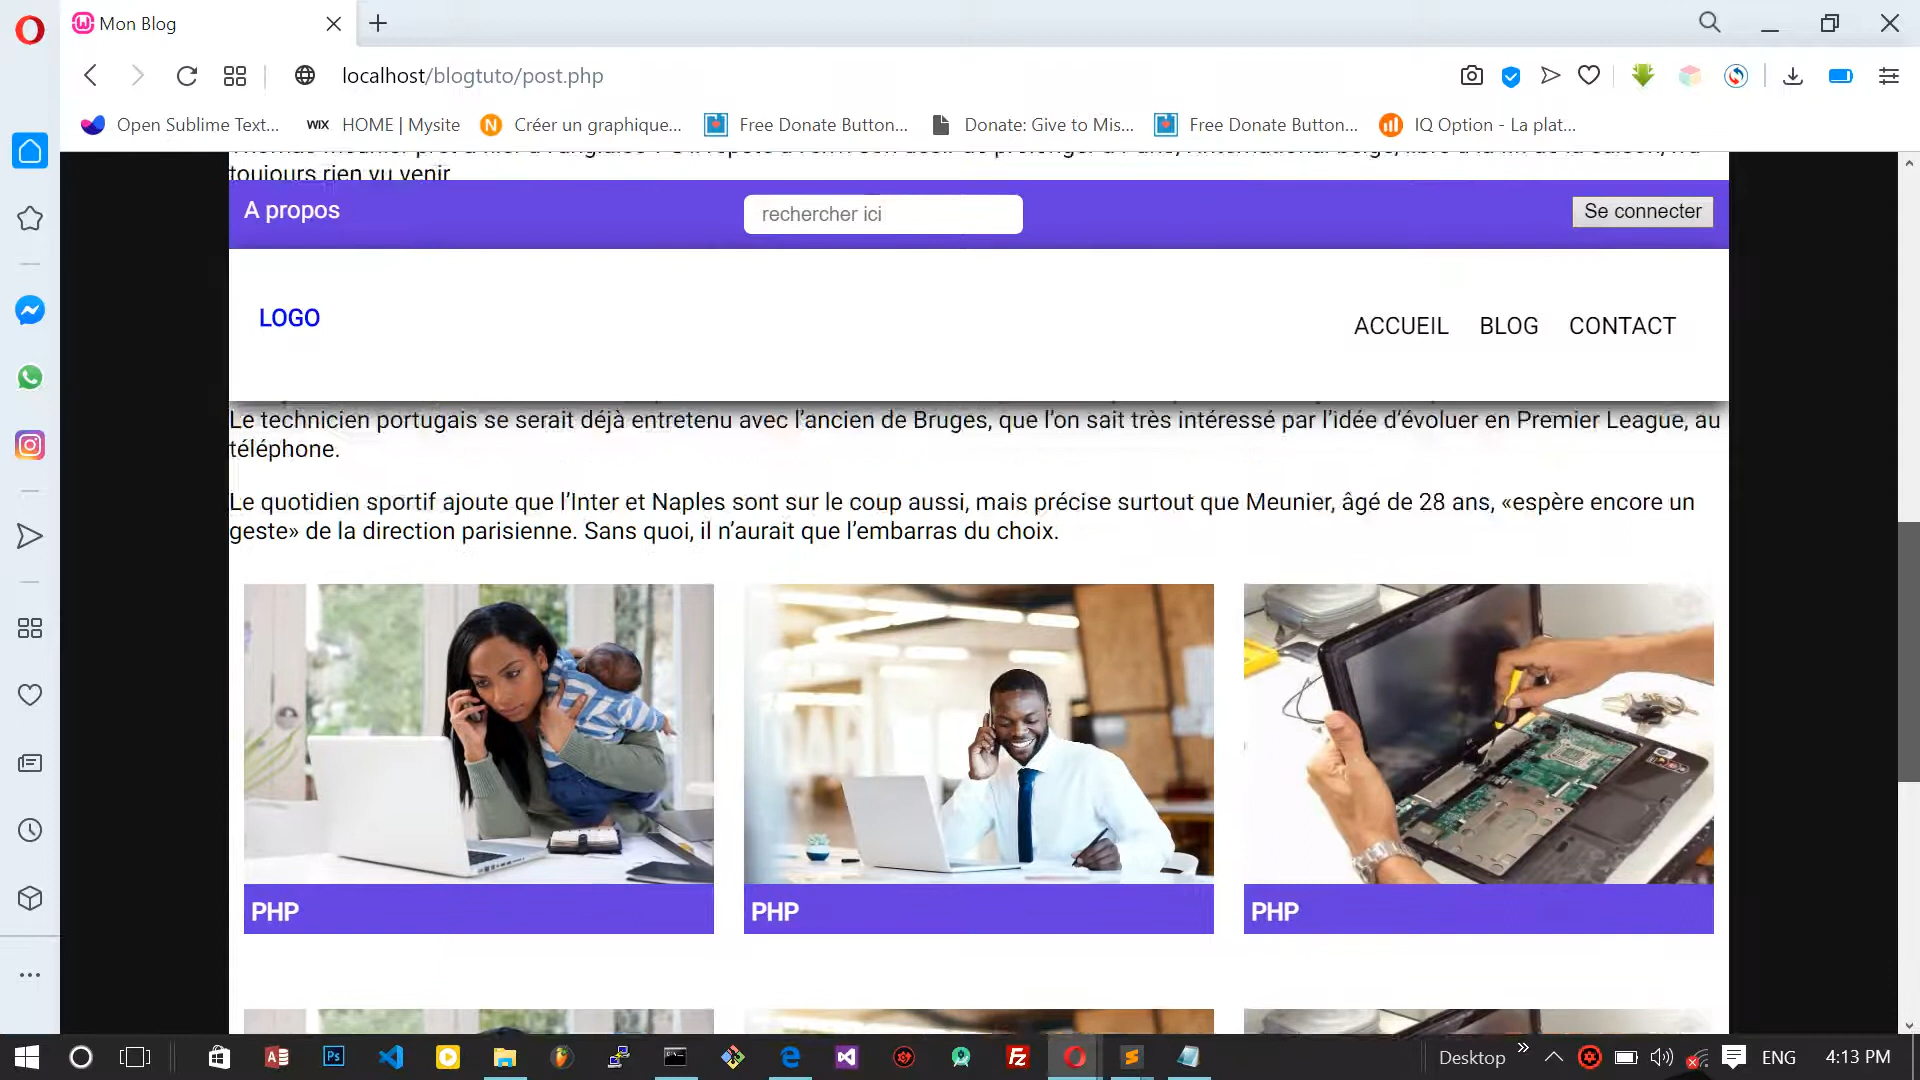 Mon Blog
localhost/blogtuto/post.php
Open Sublime Text...
WIX HOME | Mysite
N Créer un graphique...
Free Donate Button...
Donate: Give to Mis...
Free Donate Button...
IQ Option - La plat...
toujours rien vu venir
A propos
rechercher ici
Se connecter
LOGO
ACCUEIL BLOG CONTACT
Le technicien portugais se serait déjà entretenu avec l’ancien de Bruges, que l’on sait très intéressé par l’idée d’évoluer en Premier League, au
téléphone.
Le quotidien sportif ajoute que l’Inter et Naples sont sur le coup aussi, mais précise surtout que Meunier, âgé de 28 ans, «espère encore un
geste» de la direction parisienne. Sans quoi, il n’aurait que l’embarras du choix.
PHP
PHP
PHP
Ps
Fz
Desktop
ENG
4:13 PM